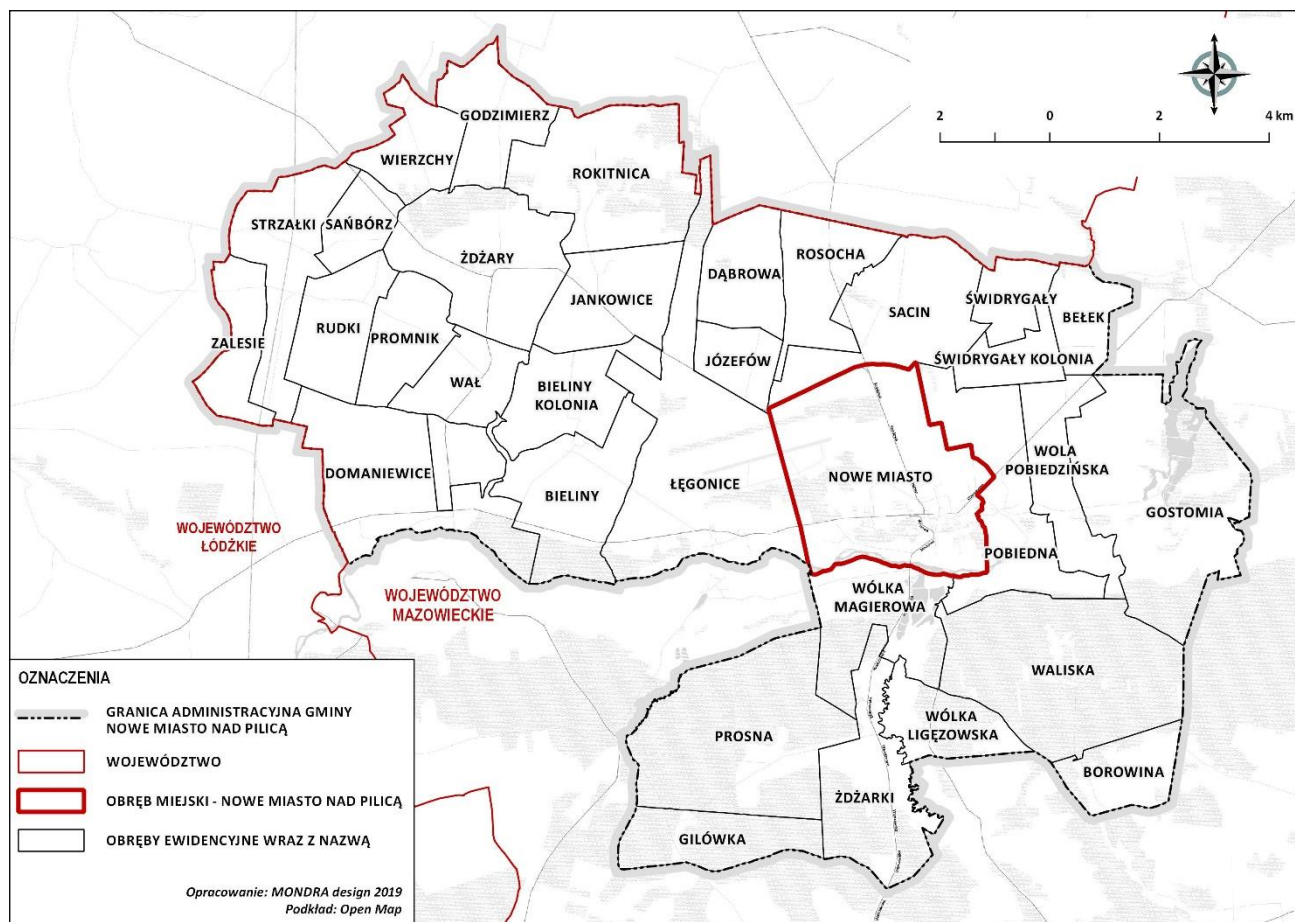 2 0 2 4 km
GODZIMIERZ
WIERZCHY
ROKITNICA
STRZAŁKI
SAŃBÓRZ
ŻDŻARY
DĄBROWA
ROSOCHA
JANKOWICE
SACIN
ŚWIDRYGAŁY
BEŁEK
ZALESIE
RUDKI
PROMNIK
WAŁ
JÓZEFÓW
ŚWIDRYGAŁY KOLONIA
BIELINY
KOLONIA
DOMANIEWICE
BIELINY
ŁĘGONICE
NOWE MIASTO
WOLA
POBIEDZIŃSKA
GOSTOMIA
POBIEDNA
WOJEWÓDZTWO
ŁÓDŹKIE
WOJEWÓDZTWO
MAZOWIECKIE
WÓLKA
MAGIEROWA
WALISKA
PROSNA
WÓLKA
LIGĘZOWSKA
BOROWINA
ŻDŻARKI
GILÓWKA
OZNACZENIA
GRANICA ADMINISTRACYJNA GMINY
NOWE MIASTO NAD PILICĄ
WOJEWÓDZTWO
OBRĘB MIEJSKI - NOWE MIASTO NAD PILICĄ
OBRĘBY EWIDENCYJNE WRAZ Z NAZWĄ
Opracowanie: MONDRA design 2019
Podkład: Open Map